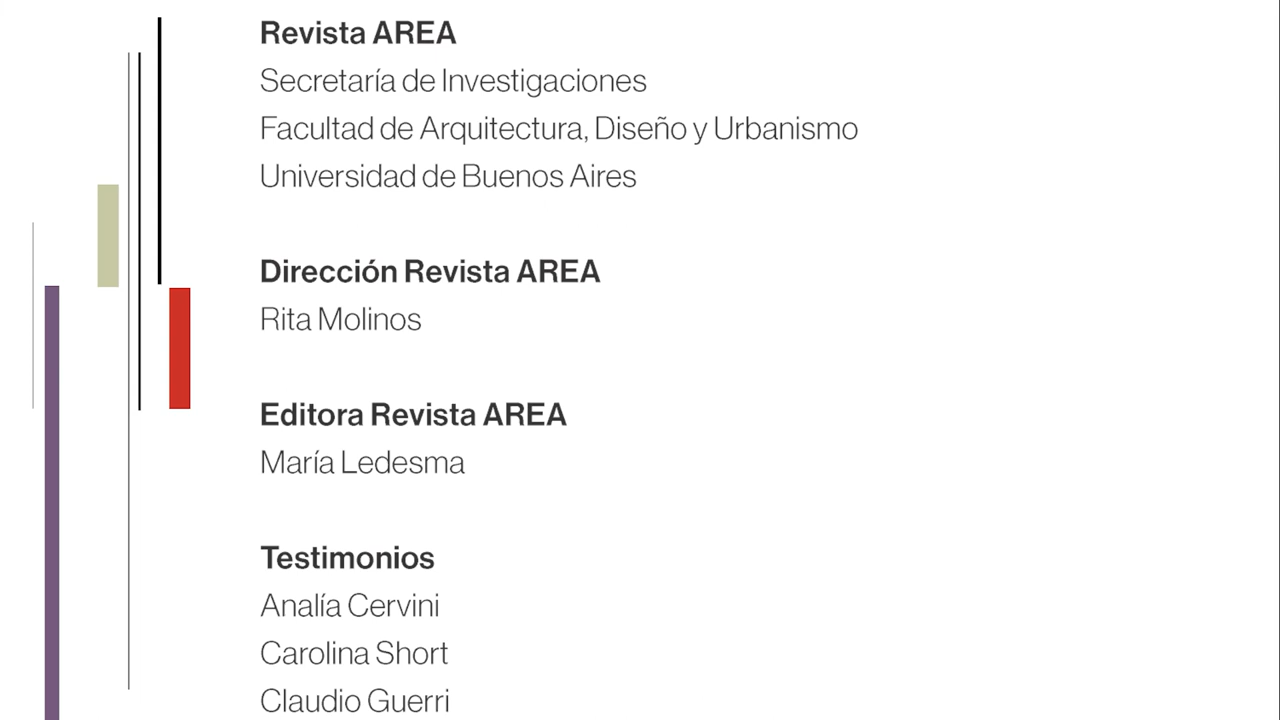 Revista AREA
Secretaría de Investigaciones
Facultad de Arquitectura, Diseño y Urbanismo
Universidad de Buenos Aires
Dirección Revista AREA
Rita Molinos
Editora Revista AREA
María Ledesma
Testimonios
Analía Cervini
Carolina Short
Claudio Guerri